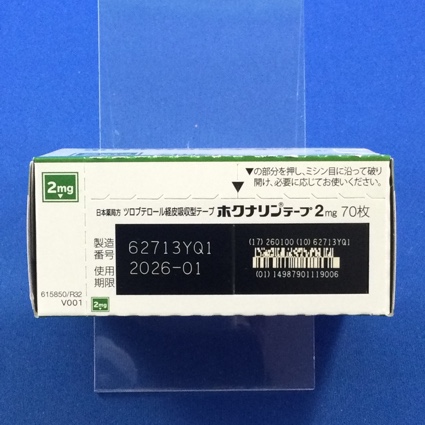 ▼の部分を押し、ミシン目に沿って破り
開け、必要に応じてお使いください。
2mg
日本薬局方 ツロブテロール経皮吸収型テープ ホクナリン®テープ2mg 70枚
製造番号 62713YQ1
使用期限 2026-01
(17) 260100 (10) 62713YQ1
(01) 14987901119006
615850/R32
V001
2mg